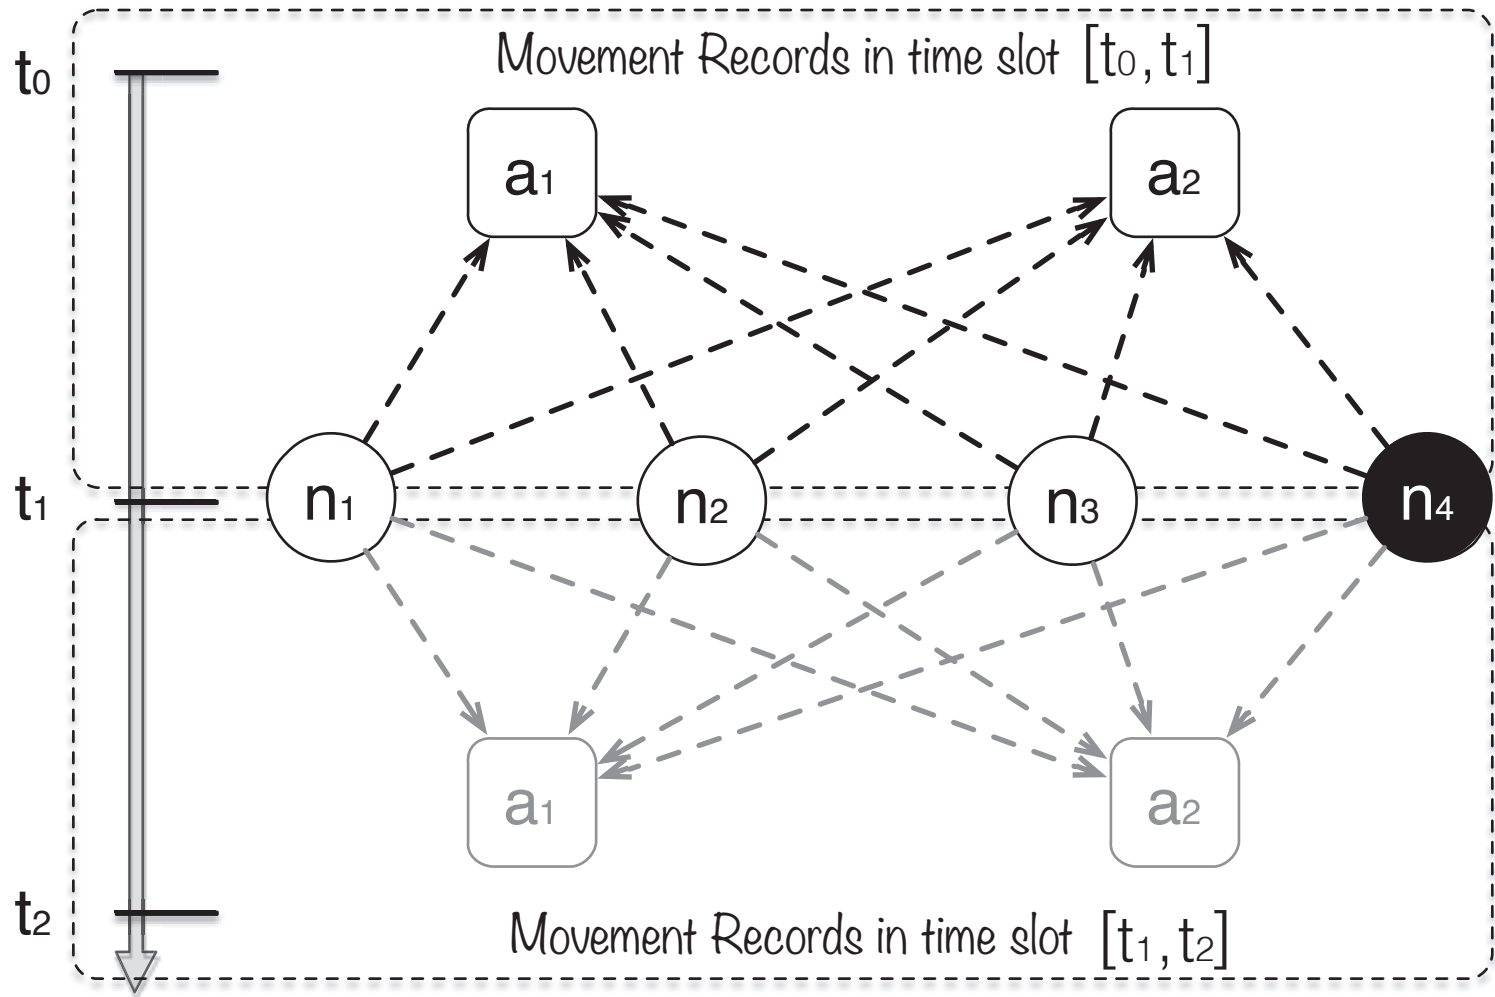 t0
Movement Records in time slot [t0,t1]
a1
a2
t1
n1
n2
n3
n4
a1
a2
t2
Movement Records in time slot [t1,t2]